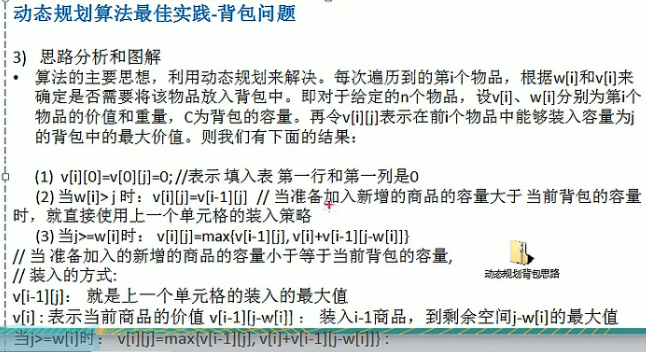 动态规划算法最佳实践-背包问题
3) 思路分析和图解
• 算法的主要思想，利用动态规划来解决。每次遍历到的第i个物品，根据w[i]和v[i]来
确定是否需要将该物品放入背包中。即对于给定的n个物品，设v[i]、w[i]分别为第i个
物品的价值和重量，C为背包的容量。再令v[i][j]表示在前i个物品中能够装入容量为j
的背包中的最大价值。则我们有下面的结果：
(1) v[i][0]=v[0][j]=0; //表示 填入表 第一行和第一列是0
(2) 当w[i]> j 时：v[i][j]=v[i-1][j] // 当准备加入新增的商品的容量大于 当前背包的容量
时，就直接使用上一个单元格的装入策略
(3) 当j>=w[i]时： v[i][j]=max{v[i-1][j], v[i]+v[i-1][j-w[i]]}
// 当 准备加入的新增的商品的容量小于等于当前背包的容量,
// 装入的方式:
动态规划背包思路
v[i-1][j]： 就是上一个单元格的装入的最大值
v[i] : 表示当前商品的价值 v[i-1][j-w[i]] ： 装入i-1商品，到剩余空间j-w[i]的最大值
当j>=w[i]时： v[i][j]=max{v[i-1][j], v[i]+v[i-1][j-w[i]]} :